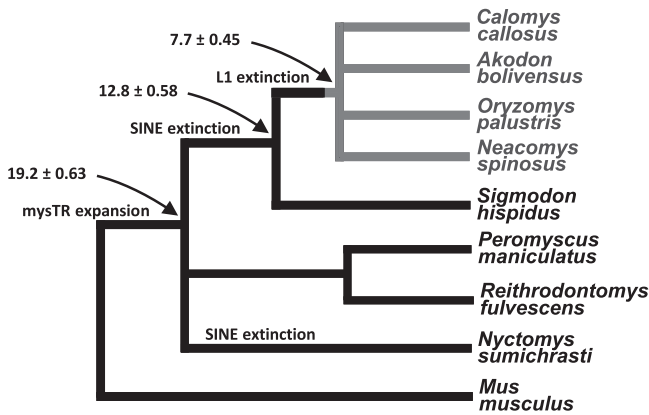 Calomys
callosus
7.7 ± 0.45
Akodon
bolivensus
L1 extinction
12.8 ± 0.58
Oryzomys
palustris
SINE extinction
Neacomys
spinosus
19.2 ± 0.63
Sigmodon
hispidus
mysTR expansion
Peromyscus
maniculatus
Reithrodontomys
fulvescens
SINE extinction
Nyctomys
sumichrasti
Mus
musculus